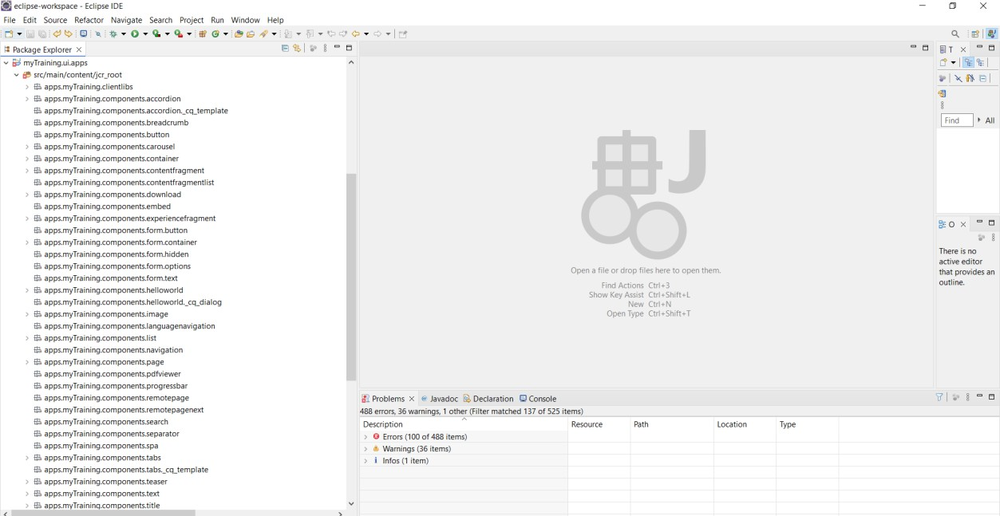 eclipse-workspace - Eclipse IDE
File Edit Source Refactor Navigate Search Project Run Window Help
Package Explorer
myTraining.ui.apps
src/main/content/jcr_root
apps.myTraining.clientlibs
apps.myTraining.components.accordion
apps.myTraining.components.accordion._cq_template
apps.myTraining.components.breadcrumb
apps.myTraining.components.button
apps.myTraining.components.carousel
apps.myTraining.components.container
apps.myTraining.components.contentfragment
apps.myTraining.components.contentfragmentlist
apps.myTraining.components.download
apps.myTraining.components.embed
apps.myTraining.components.experiencefragment
apps.myTraining.components.form.button
apps.myTraining.components.form.container
apps.myTraining.components.form.hidden
apps.myTraining.components.form.options
apps.myTraining.components.form.text
apps.myTraining.components.helloworld
apps.myTraining.components.helloworld._cq_dialog
apps.myTraining.components.image
apps.myTraining.components.languagenavigation
apps.myTraining.components.list
apps.myTraining.components.navigation
apps.myTraining.components.page
apps.myTraining.components.pdfviewer
apps.myTraining.components.progressbar
apps.myTraining.components.remotepage
apps.myTraining.components.remotepagenext
apps.myTraining.components.search
apps.myTraining.components.separator
apps.myTraining.components.spa
apps.myTraining.components.tabs
apps.myTraining.components.tabs._cq_template
apps.myTraining.components.teaser
apps.myTraining.components.text
apps.myTraining.components.title
Open a file or drop files here to open them.
Find Actions Ctrl+3
Show Key Assist Ctrl+Shift+L
New Ctrl+N
Open Type Ctrl+Shift+T
T
Find All
O
There is no
active editor
that provides an
outline.
Problems Javadoc Declaration Console
488 errors, 36 warnings, 1 other (Filter matched 137 of 525 items)
Description Resource Path Location Type
Errors (100 of 488 items)
Warnings (36 items)
Infos (1 item)